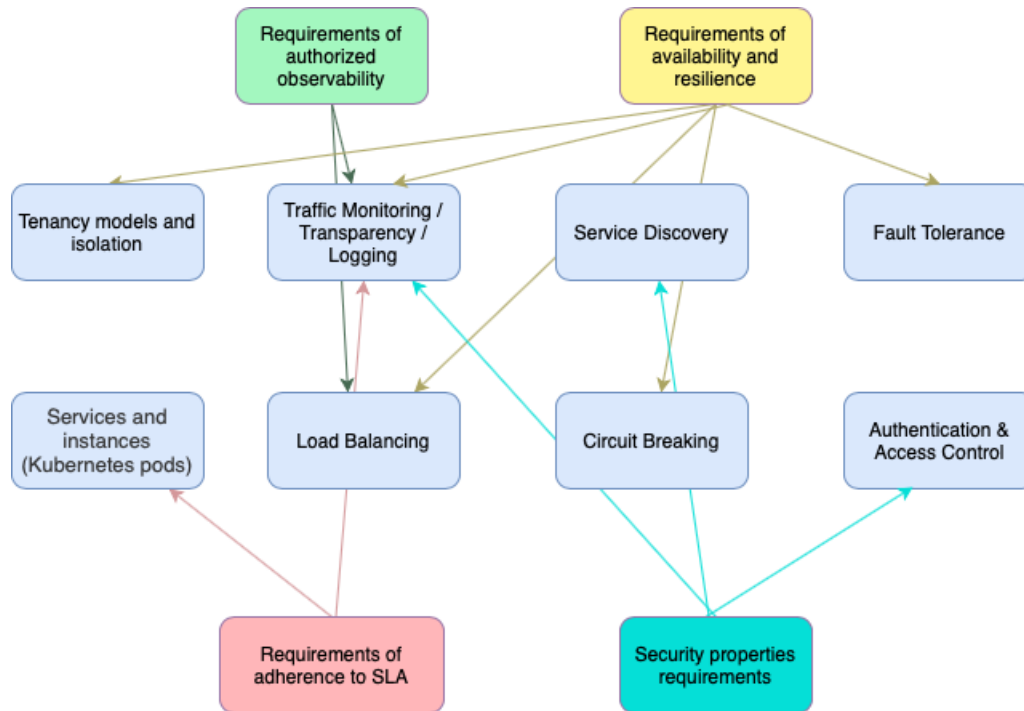 Requirements of
authorized
observability
Requirements of
availability and
resilience
Tenancy models and
isolation
Traffic Monitoring /
Transparency /
Logging
Service Discovery
Fault Tolerance
Services and
instances
(Kubernetes pods)
Load Balancing
Circuit Breaking
Authentication &
Access Control
Requirements of
adherence to SLA
Security properties
requirements